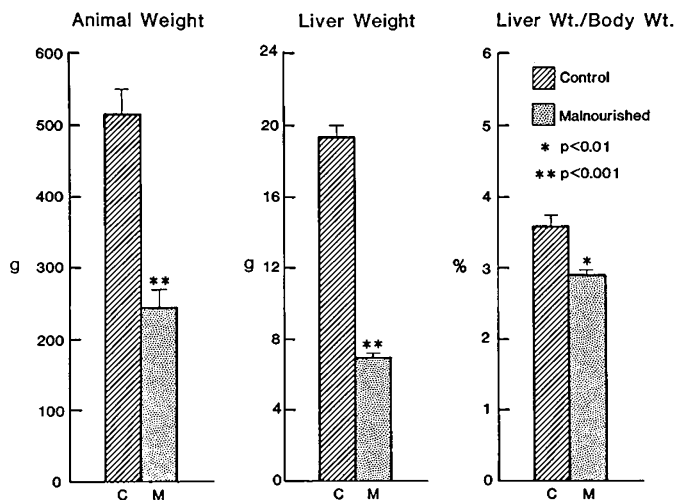 Animal Weight
600
500
400
300
200
100
0
g
**
C M
Liver Weight
24
20
16
12
8
4
0
g
**
C M
Liver Wt./Body Wt.
6
5
4
3
2
1
0
%
Control
Malnourished
* p<0.01
** p<0.001
*
C M